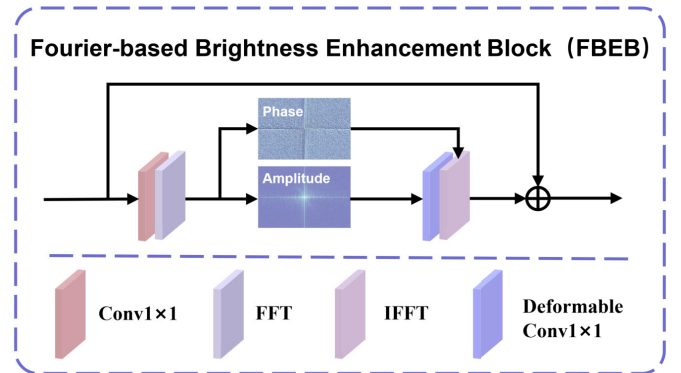 Fourier-based Brightness Enhancement Block（FBEB）
Phase
Amplitude
Conv1×1
FFT
IFFT
Deformable
Conv1×1